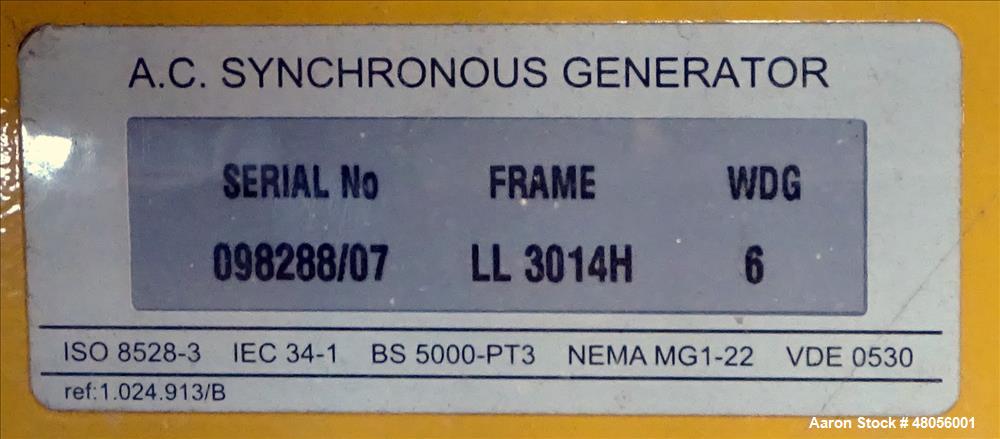 A.C. SYNCHRONOUS GENERATOR
SERIAL No FRAME WDG
098288/07 LL 3014H 6
ISO 8528-3 IEC 34-1 BS 5000-PT3 NEMA MG1-22 VDE 0530
ref:1.024.913/B
Aaron Stock # 48056001